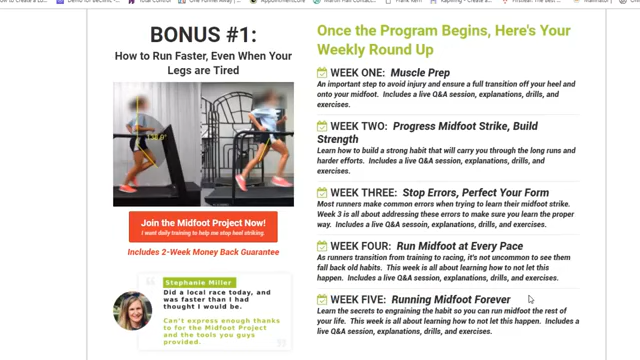 BONUS #1:
How to Run Faster, Even When Your
Legs are Tired
Join the Midfoot Project Now!
I want daily training to help me stop heel striking.
Includes 2-Week Money Back Guarantee
Stephanie Miller
Did a local race today, and
was faster than I had
thought I would be.
Can't express enough thanks
to for the Midfoot Project
and the tools you guys
provided.
Once the Program Begins, Here's Your
Weekly Round Up
WEEK ONE: Muscle Prep
An important step to avoid injury and ensure a full transition off your heel and
onto your midfoot. Includes a live Q&A session, explanations, drills, and
exercises.
WEEK TWO: Progress Midfoot Strike, Build
Strength
Learn how to build a strong habit that will carry you through the long runs and
harder efforts. Includes a live Q&A session, explanations, drills, and
exercises.
WEEK THREE: Stop Errors, Perfect Your Form
Most runners make common errors when trying to learn their midfoot strike.
Week 3 is all about addressing these errors to make sure you learn the proper
way. Includes a live Q&A session, explanations, drills, and exercises.
WEEK FOUR: Run Midfoot at Every Pace
As runners transition from training to racing, it's not uncommon to see them
fall back old habits. This week is all about learning how to not let this
happen. Includes a live Q&A session, explanations, drills, and exercises.
WEEK FIVE: Running Midfoot Forever
Learn the secrets to engraining the habit so you can run midfoot the rest of
your life. This week is all about learning how to not let this happen. Includes a
live Q&A session, explanations, drills, and exercises.